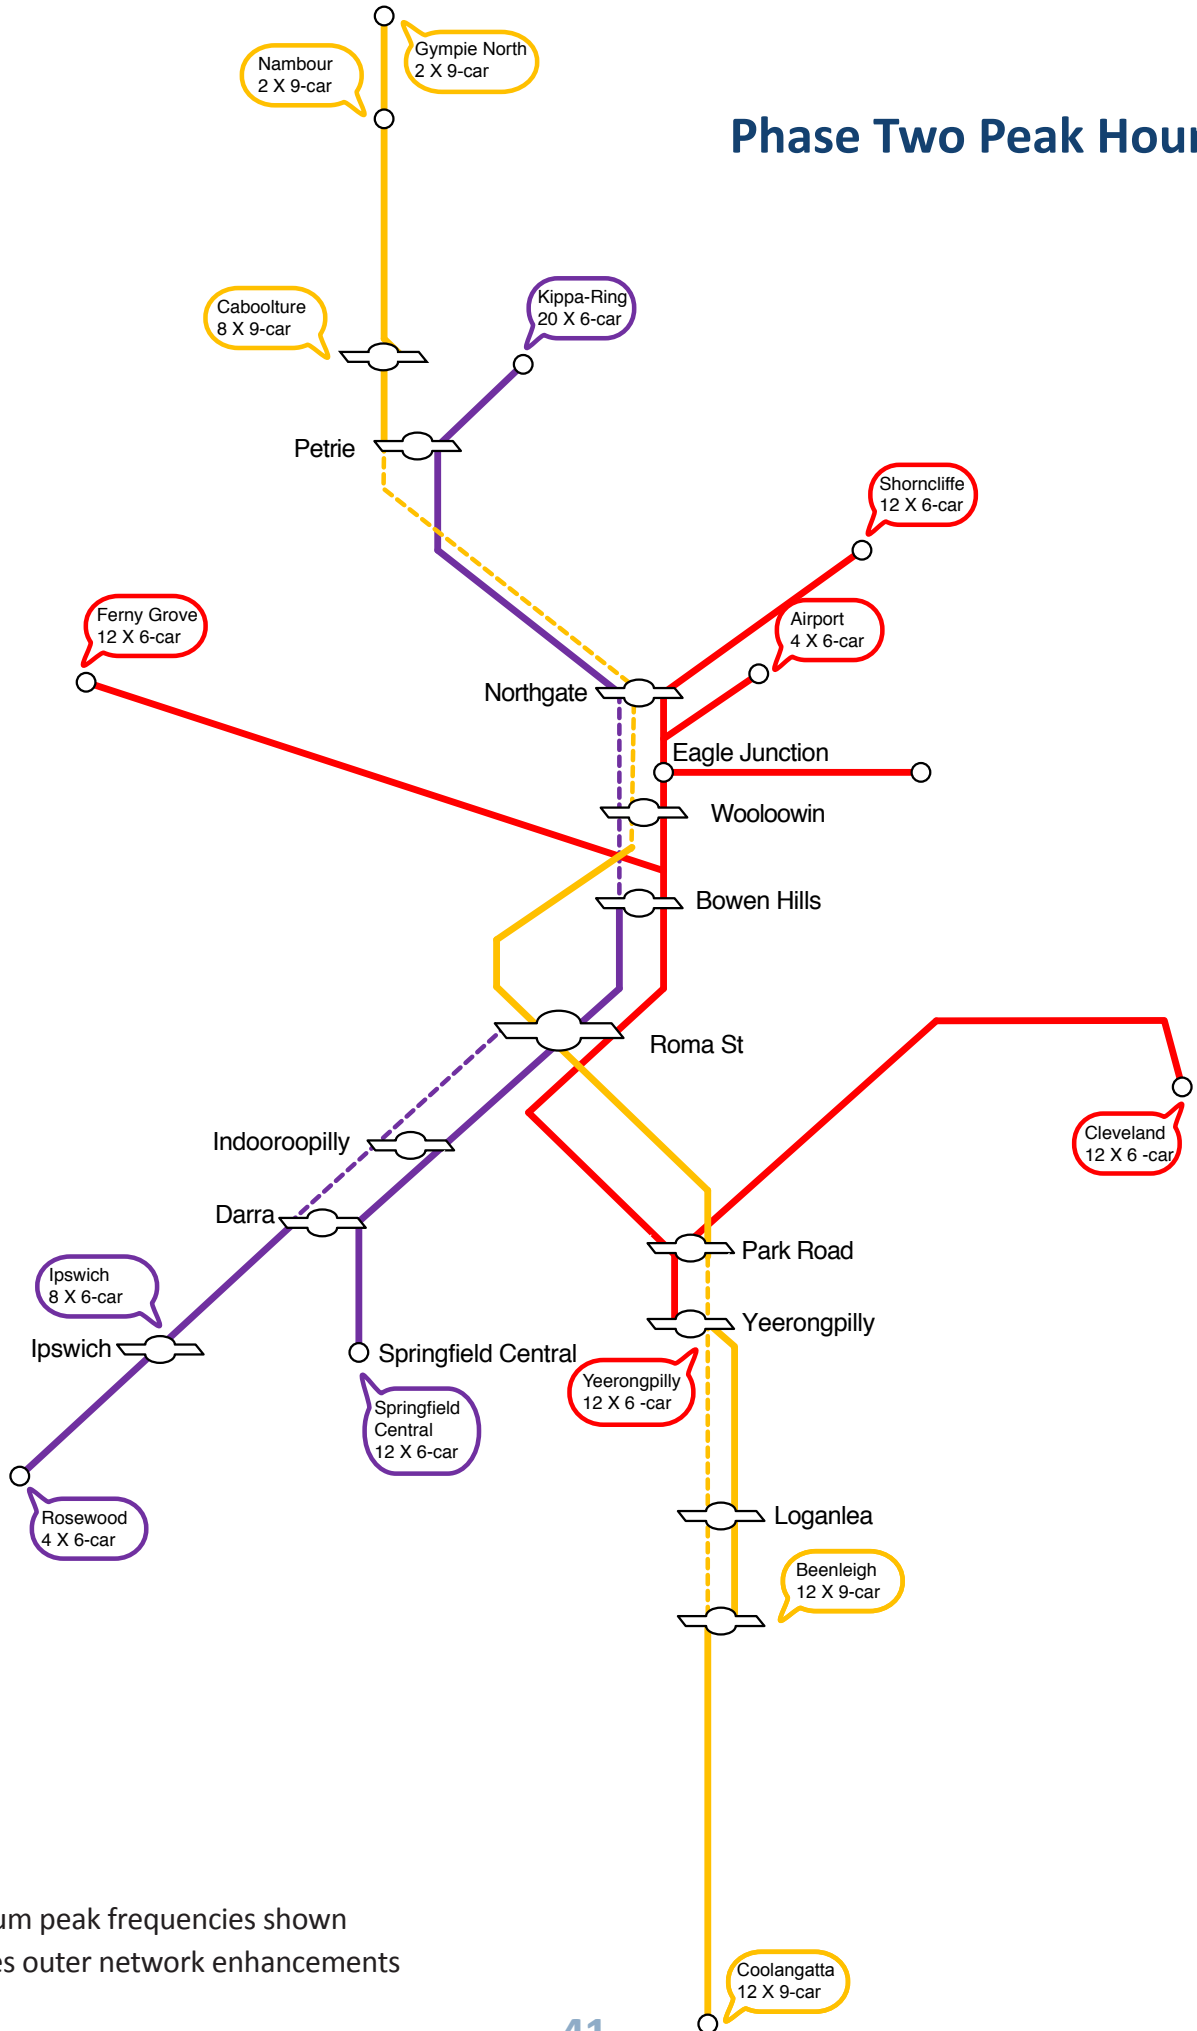 Gympie North
2 X 9-car
Nambour
2 X 9-car
Phase Two Peak Hour
Caboolture
8 X 9-car
Kippa-Ring
20 X 6-car
Petrie
Shorncliffe
12 X 6-car
Ferny Grove
12 X 6-car
Airport
4 X 6-car
Northgate
Eagle Junction
Wooloowin
Bowen Hills
Roma St
Indooroopilly
Cleveland
12 X 6 -car
Darra
Park Road
Ipswich
8 X 6-car
Yeerongpilly
Ipswich
Springfield Central
Yeerongpilly
12 X 6 -car
Springfield
Central
12 X 6-car
Rosewood
4 X 6-car
Loganlea
Beenleigh
12 X 9-car
um peak frequencies shown
es outer network enhancements
Coolangatta
12 X 9-car
41